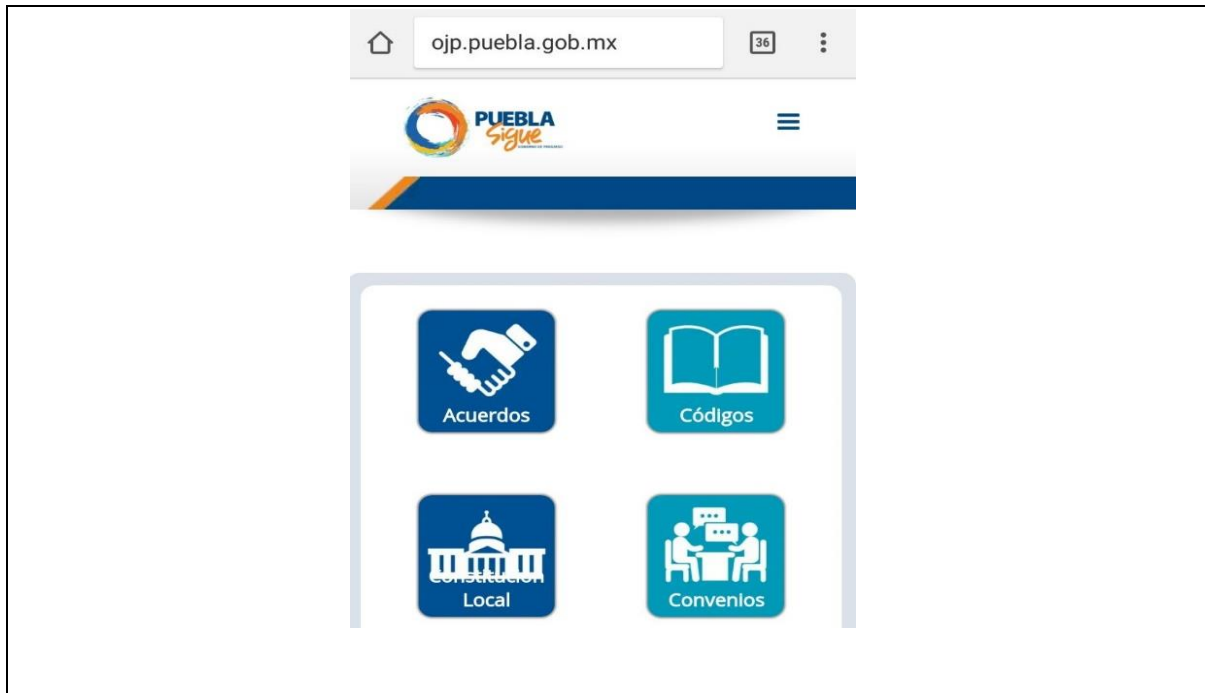 ojp.puebla.gob.mx
36
PUEBLA
Sigue
Acuerdos
Códigos
Constitución
Local
Convenios